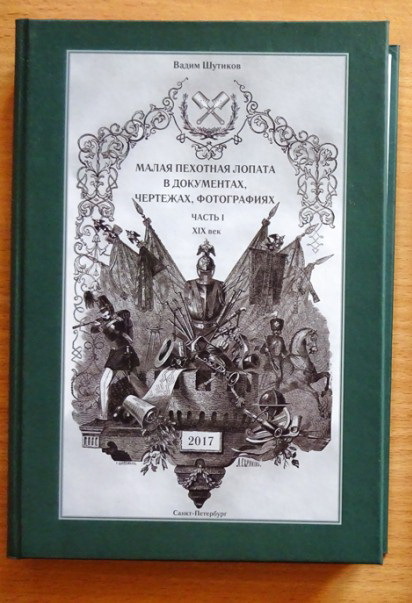 Вадим Шутиков
МАЛАЯ ПЕХОТНАЯ ЛОПАТА
В ДОКУМЕНТАХ,
ЧЕРТЕЖАХ, ФОТОГРАФИЯХ
ЧАСТЬ I
XIX век
2017
Санкт-Петербург